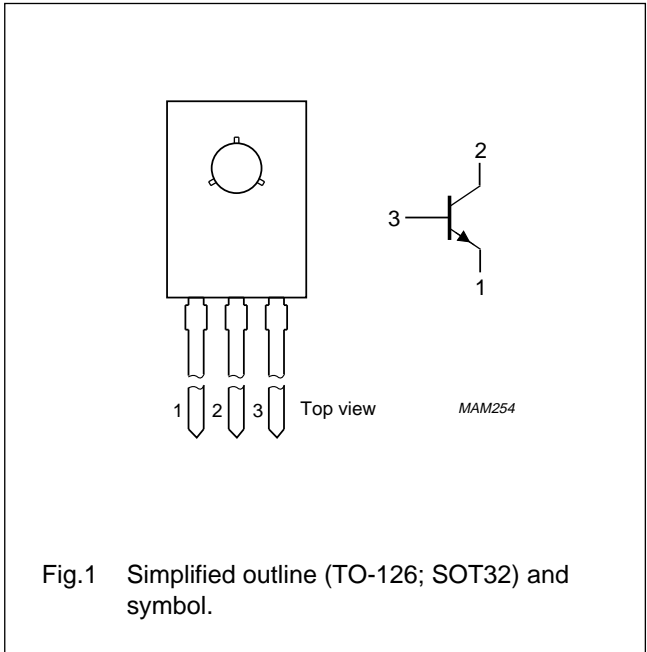 2
3
1
1 2 3 Top view MAM254
Fig.1 Simplified outline (TO-126; SOT32) and
symbol.